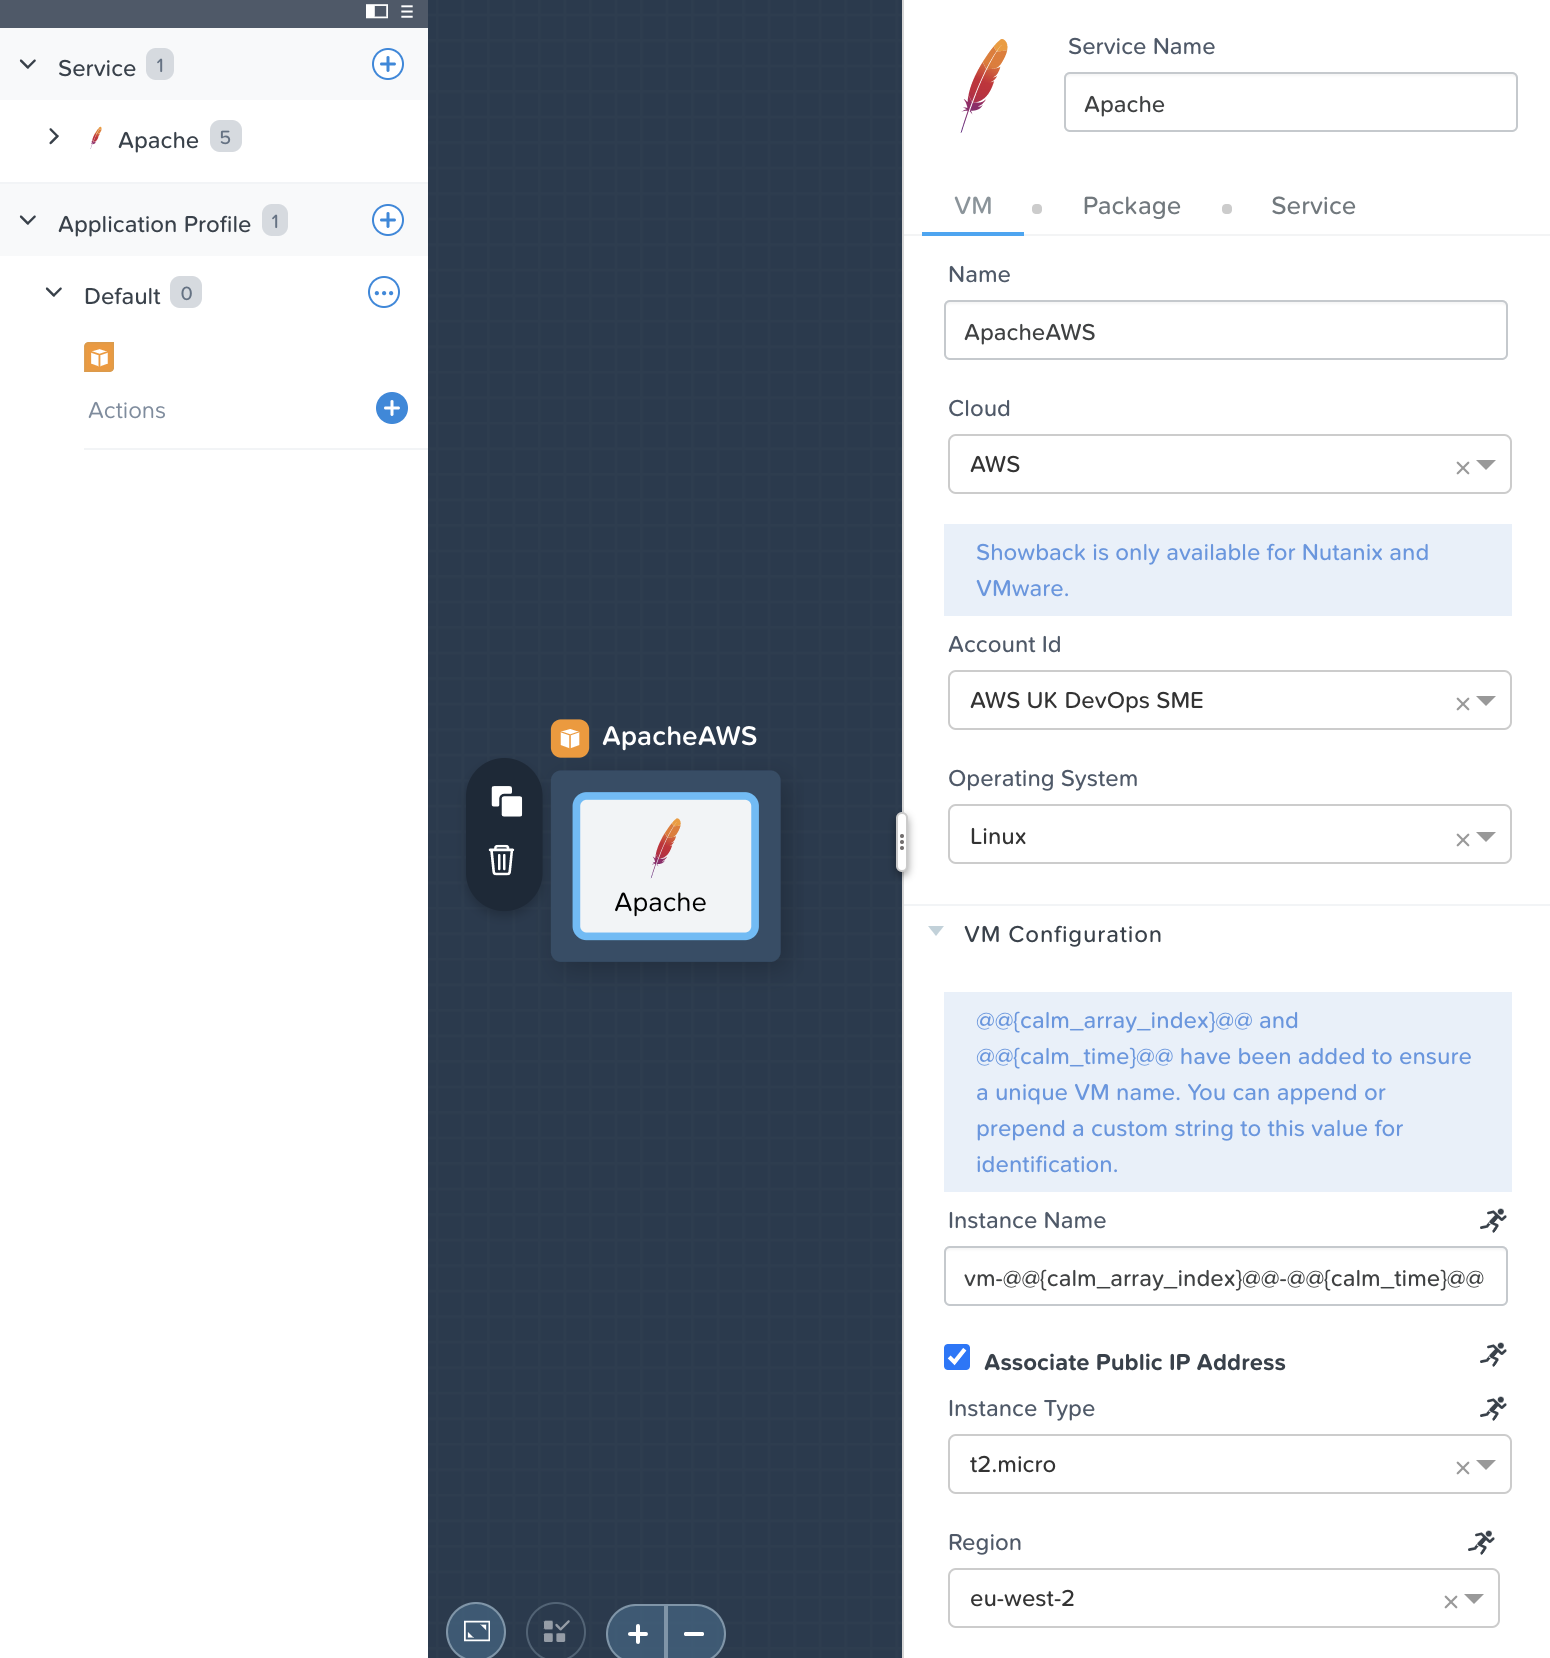 Service 1
Apache 5
Application Profile 1
Default 0
Actions
ApacheAWS
Apache
Service Name
Apache
VM Package Service
Name
ApacheAWS
Cloud
AWS
Showback is only available for Nutanix and
VMware.
Account Id
AWS UK DevOps SME
Operating System
Linux
VM Configuration
@@{calm_array_index}@@ and
@@{calm_time}@@ have been added to ensure
a unique VM name. You can append or
prepend a custom string to this value for
identification.
Instance Name
vm-@@{calm_array_index}@@-@@{calm_time}@@
Associate Public IP Address
Instance Type
t2.micro
Region
eu-west-2